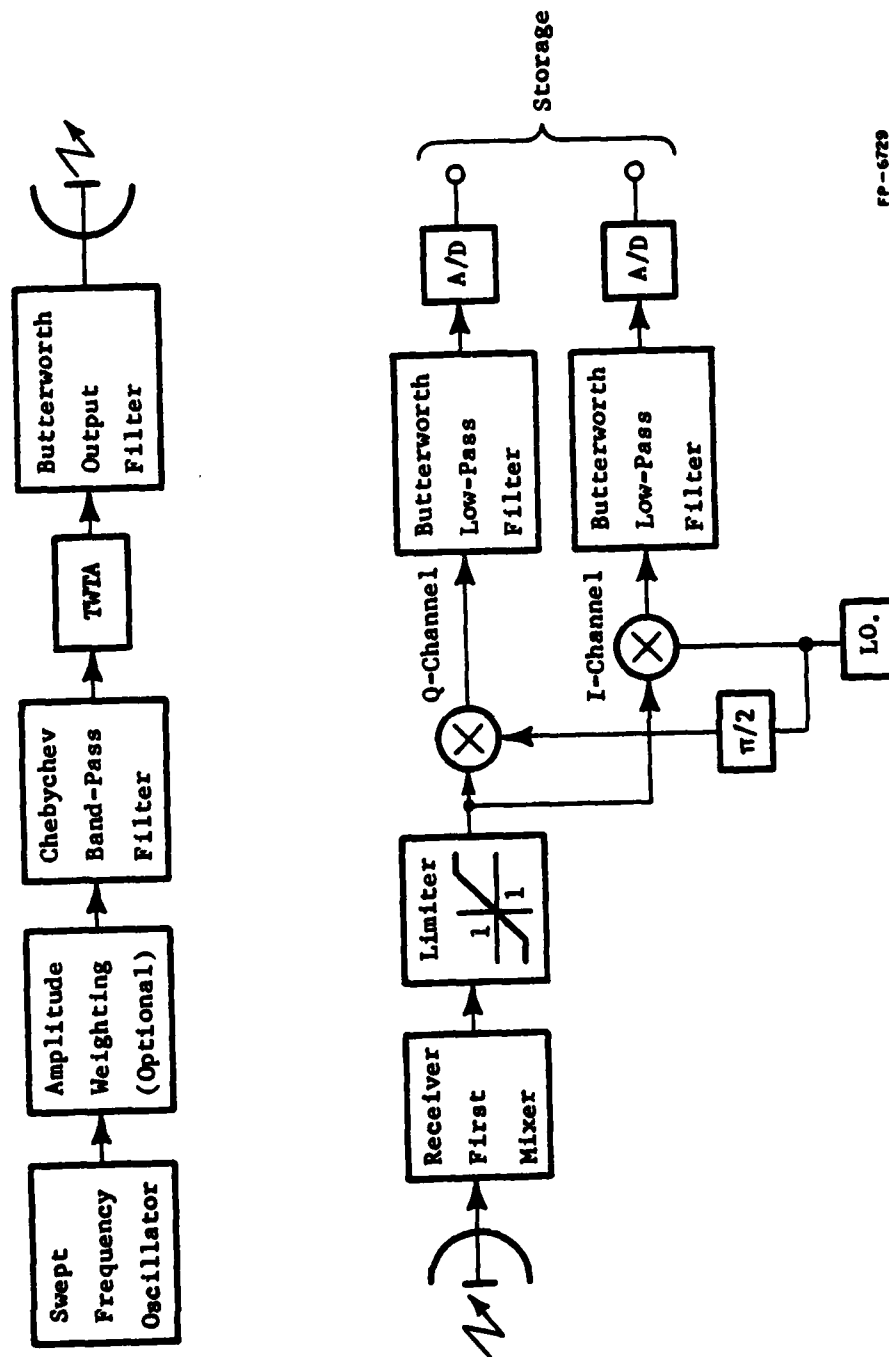 Swept
Frequency
Oscillator
Amplitude
Weighting
(Optional)
Chebychev
Band-Pass
Filter
TWTA
Butterworth
Output
Filter
Receiver
First
Mixer
Limiter
1
1
Q-Channel
I-Channel
π/2
LO.
Butterworth
Low-Pass
Filter
Butterworth
Low-Pass
Filter
A/D
A/D
Storage
FP-6729